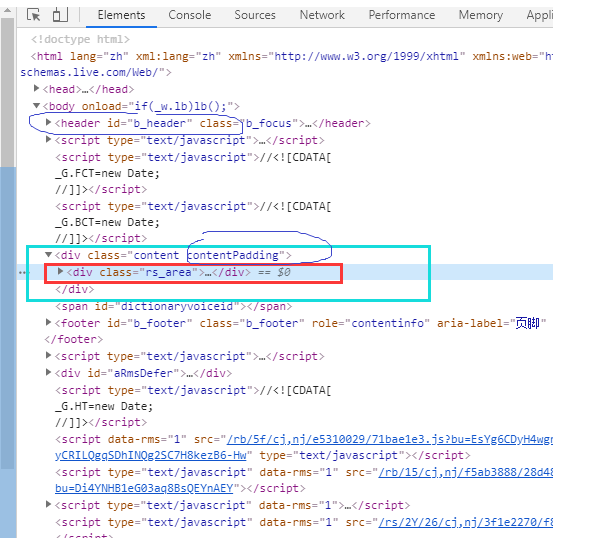 Elements Console Sources Network Performance Memory Appli
<!doctype html>
<html lang="zh" xml:lang="zh" xmlns="http://www.w3.org/1999/xhtml" xmlns:web="ht
schemas.live.com/Web/">
<head>…</head>
<body onload="if(_w.lb)lb();">
<header id="b_header" class="b_focus">…</header>
<script type="text/javascript">…</script>
<script type="text/javascript">//<![CDATA[
_G.FCT=new Date;
//]]></script>
<script type="text/javascript">//<![CDATA[
_G.BCT=new Date;
//]]></script>
<div class="content contentPadding">
<div class="rs_area">…</div> == $0
</div>
<span id="dictionaryvoiceid"></span>
<footer id="b_footer" class="b_footer" role="contentinfo" aria-label="页脚"
</footer>
<script type="text/javascript">…</script>
<div id="aRmsDefer">…</div>
<script type="text/javascript">//<![CDATA[
_G.HT=new Date;
//]]></script>
<script data-rms="1" src="/rb/5f/cj,nj/e5310029/71bae1e3.js?bu=EsYg6CDyH4wgr
yCRILQgqSDhINQg2SC7H8kezB6-Hw" type="text/javascript"></script>
<script type="text/javascript" data-rms="1" src="/rb/15/cj,nj/f5ab3888/28d48
bu=Di4YNHB1eG03aq8BsQEYnAEY"></script>
<script type="text/javascript" data-rms="1">…</script>
<script type="text/javascript" data-rms="1" src="/rs/2Y/26/cj,nj/3f1e2270/f8
</script>